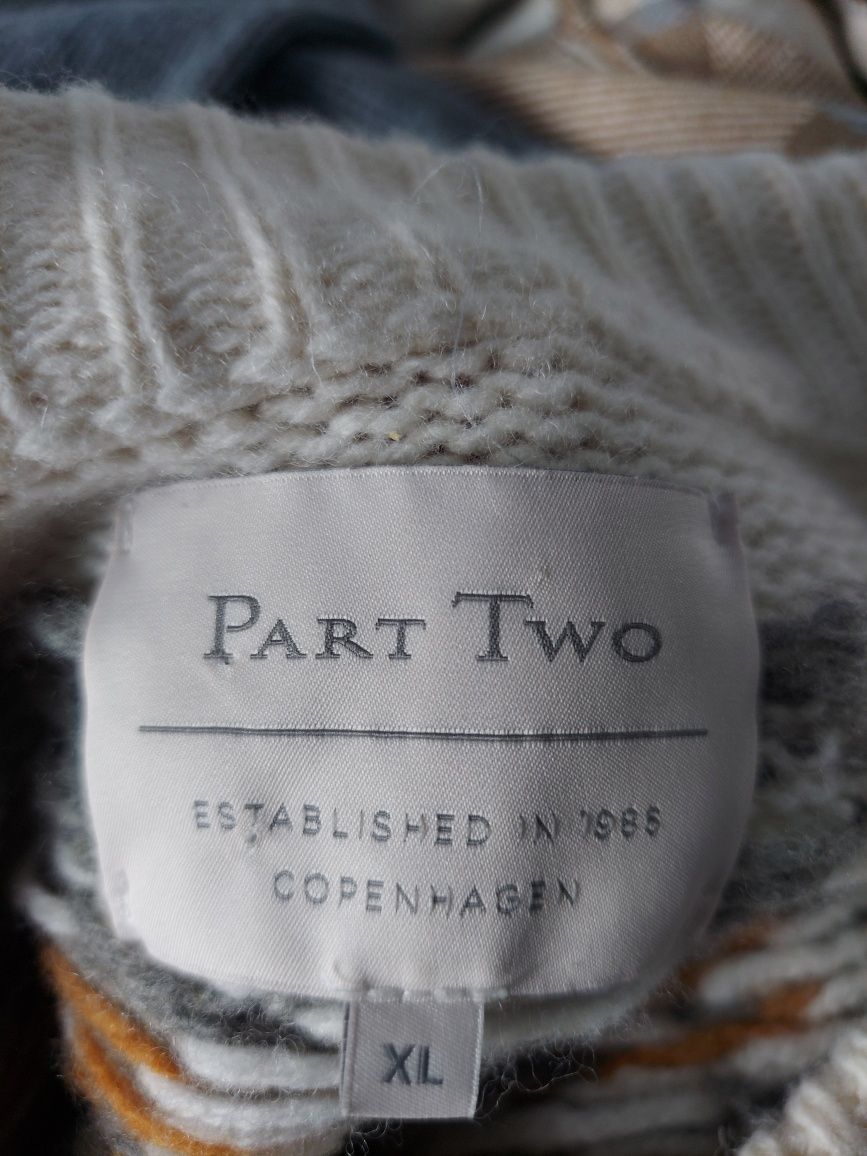 PART TWO
ESTABLISHED IN 1986
COPENHAGEN
XL